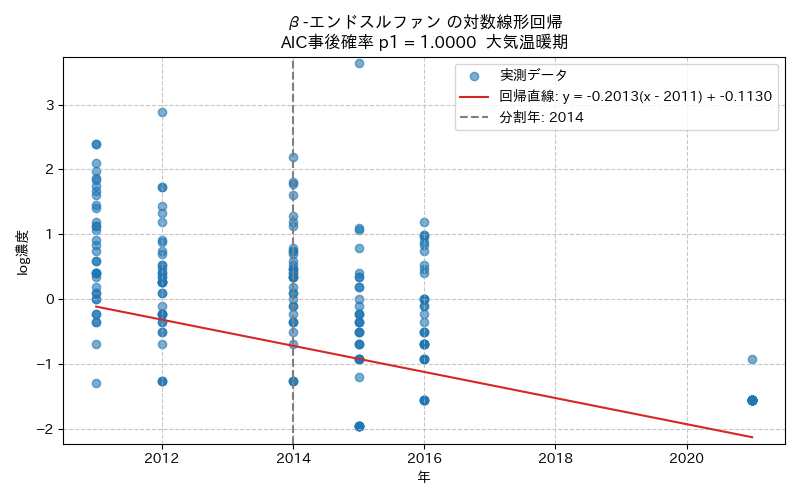 β-エンドスルファン の対数線形回帰
AIC事後確率 p1 = 1.0000  大気温暖期
実測データ
回帰直線: y = -0.2013(x - 2011) + -0.1130
分割年: 2014
log濃度
3
2
1
0
−1
−2
2012
2014
2016
2018
2020
年